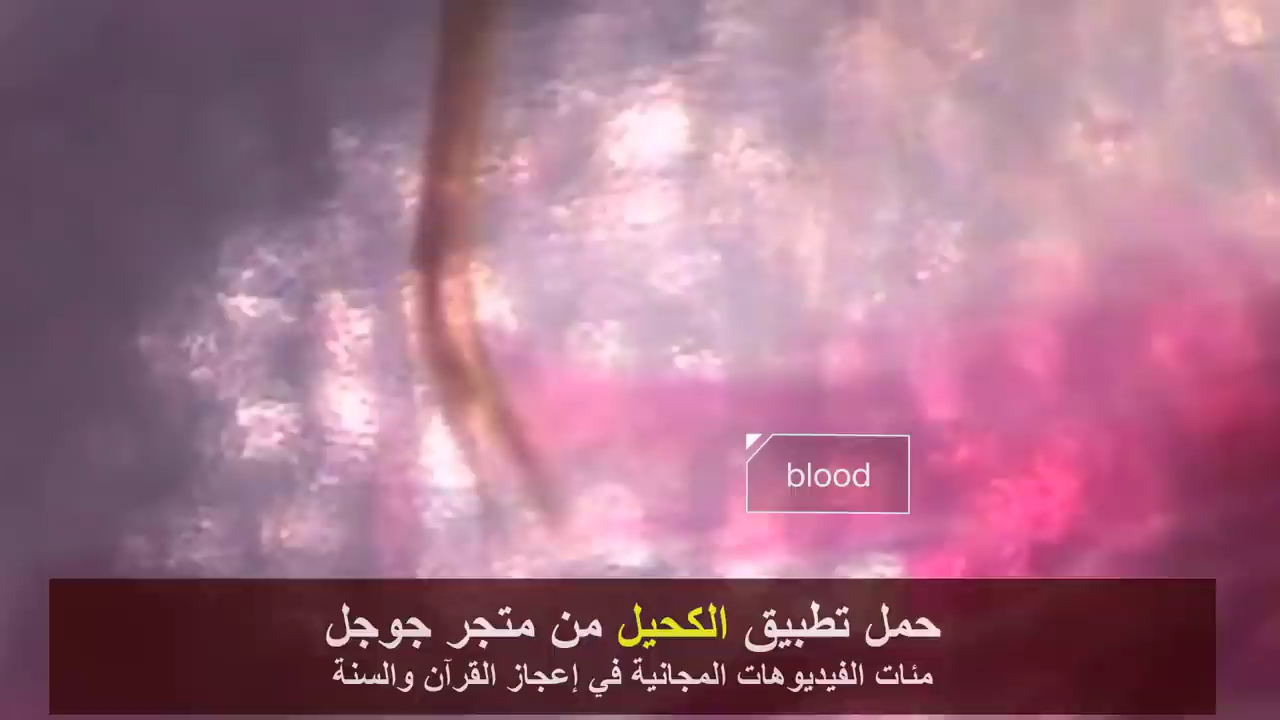 blood
حمل تطبيق الكحيل من متجر جوجل
مئات الفيديوهات المجانية في إعجاز القرآن والسنة